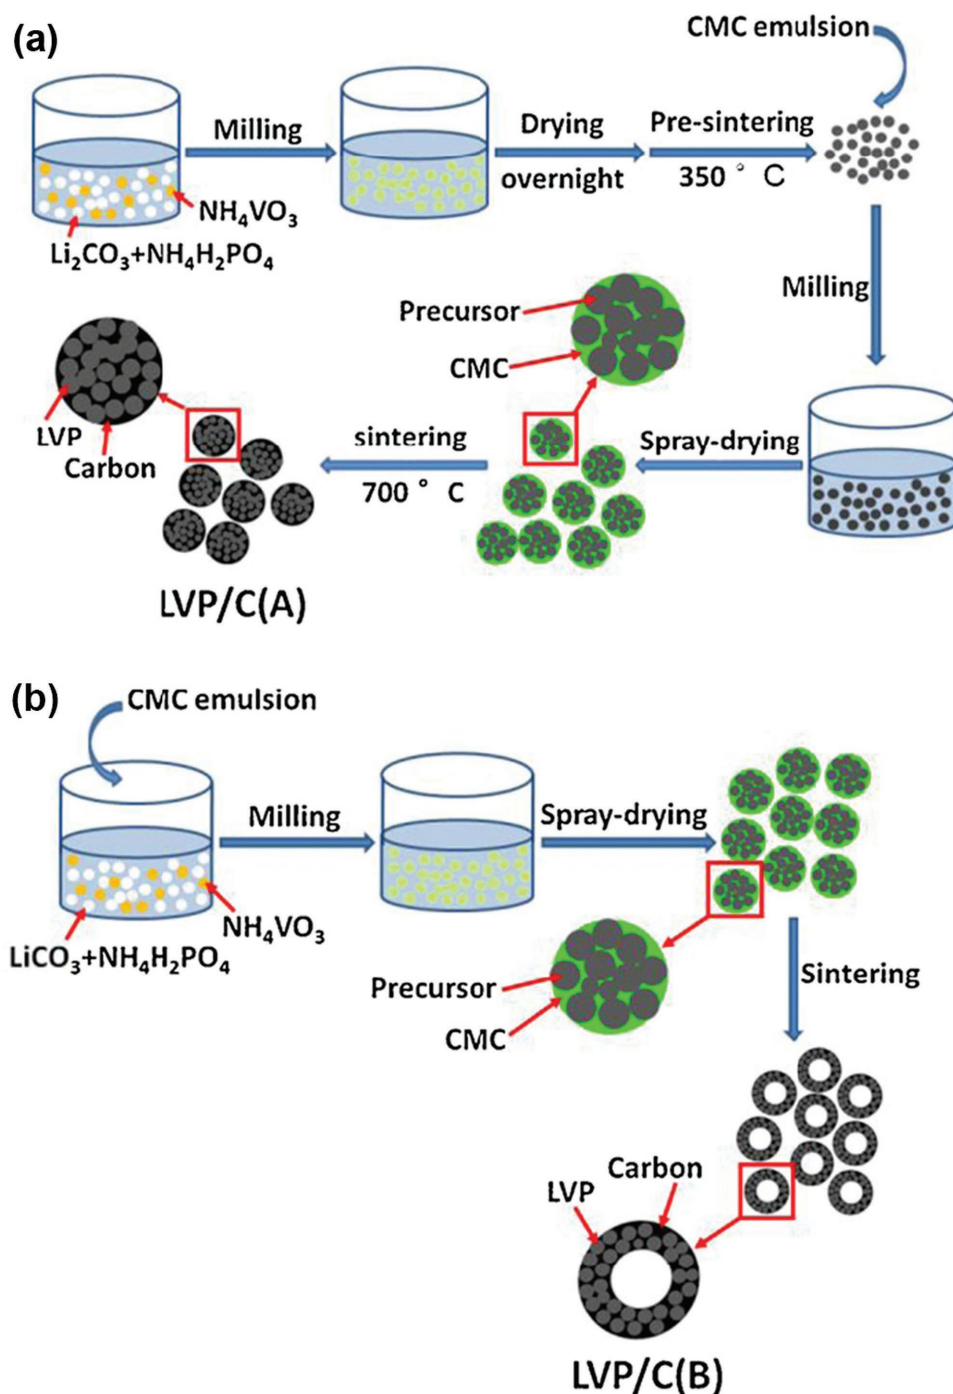 (a)
CMC emulsion
Milling
Drying
overnight
Pre-sintering
350 ° C
NH₄VO₃
Li₂CO₃+NH₄H₂PO₄
Milling
Precursor
CMC
LVP
Carbon
sintering
700 ° C
Spray-drying
LVP/C(A)
(b)
CMC emulsion
Milling
Spray-drying
NH₄VO₃
LiCO₃+NH₄H₂PO₄
Precursor
CMC
Sintering
Carbon
LVP
LVP/C(B)